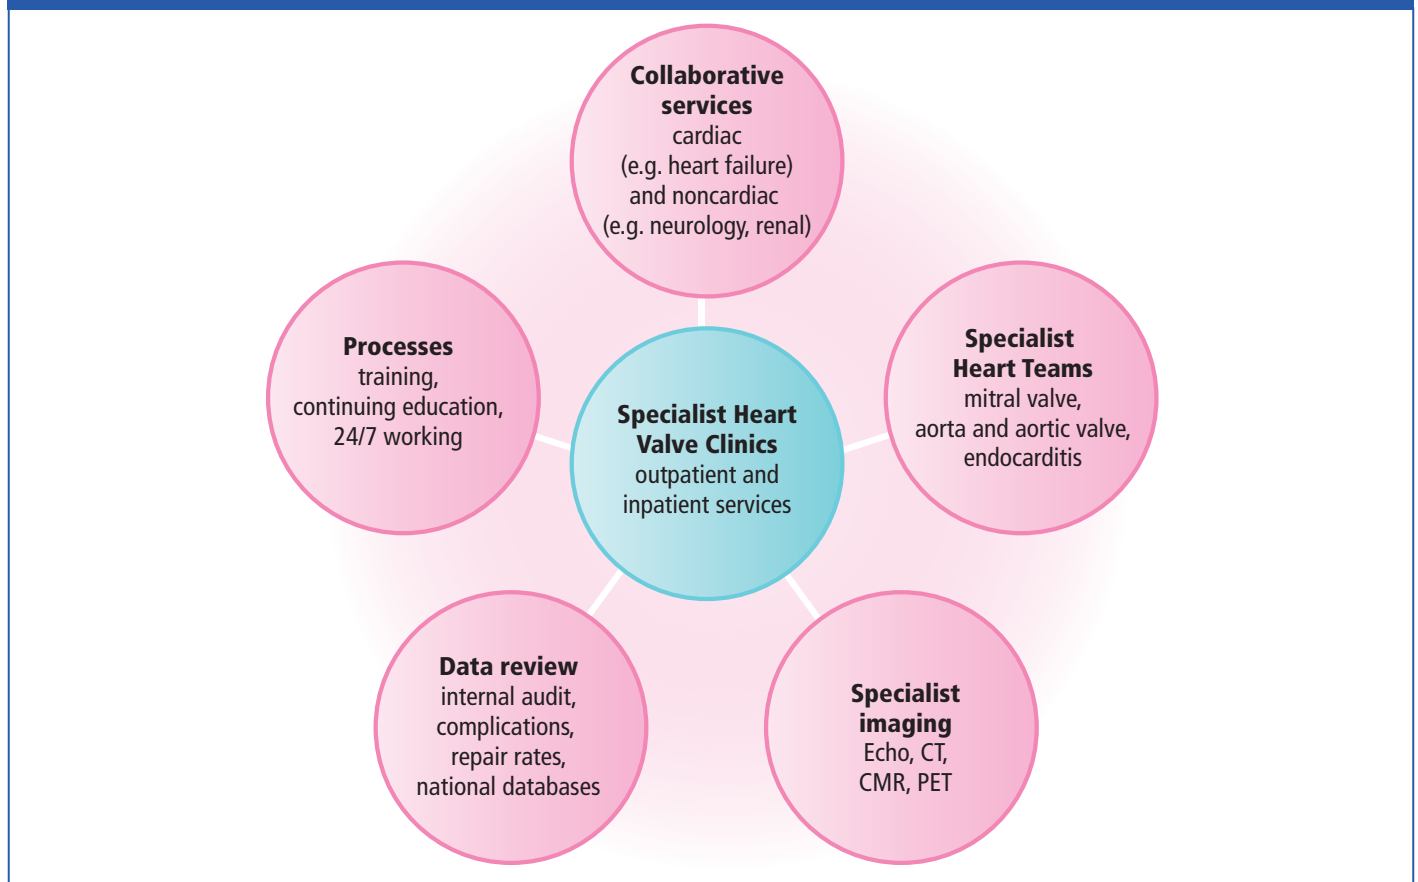 Collaborative
services
cardiac
(e.g. heart failure)
and noncardiac
(e.g. neurology, renal)
Processes
training,
continuing education,
24/7 working
Specialist Heart
Valve Clinics
outpatient and
inpatient services
Specialist
Heart Teams
mitral valve,
aorta and aortic valve,
endocarditis
Data review
internal audit,
complications,
repair rates,
national databases
Specialist
imaging
Echo, CT,
CMR, PET